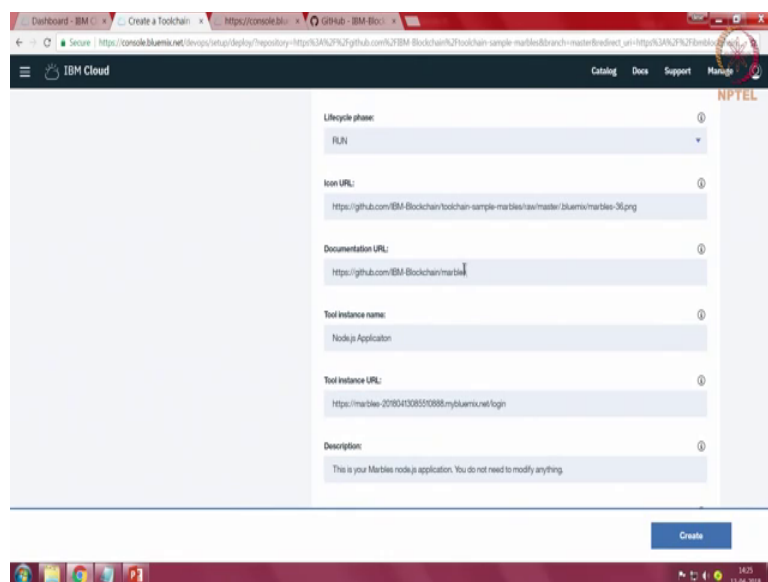 Dashboard - IBM C
Create a Toolchain
https://console.blu
GitHub - IBM-Block
Secure
https://console.bluemix.net/devops/setup/deploy/?repository=https%3A%2F%2Fgithub.com%2FIBM-Blockchain%2Ftoolchain-sample-marbles&branch=master&redirect_uri=https%3A%2F%2Fibmblo
IBM Cloud
Catalog Docs Support Manage
NPTEL
Lifecycle phase:
RUN
Icon URL:
https://github.com/IBM-Blockchain/toolchain-sample-marbles/raw/master/.bluemix/marbles-36.png
Documentation URL:
https://github.com/IBM-Blockchain/marbles
Tool instance name:
Node.js Applicaiton
Tool instance URL:
https://marbles-20180413085510888.mybluemix.net/login
Description:
This is your Marbles node.js application. You do not need to modify anything.
Create
14:25